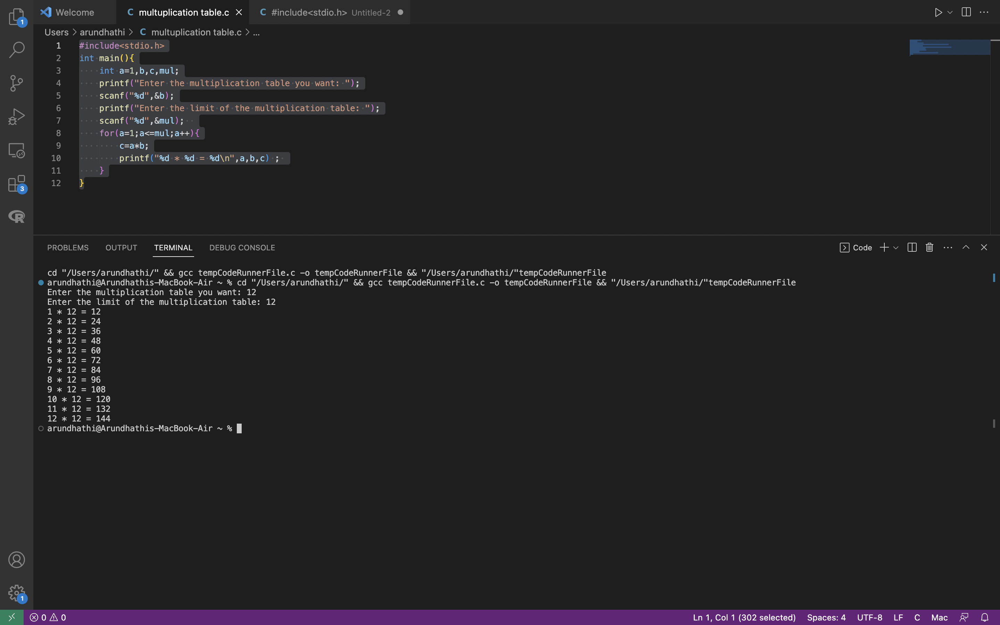 Welcome
C multuplication table.c
C #include<stdio.h> Untitled-2
1
Users > arundhathi > C multuplication table.c > ...
1 #include<stdio.h>
2 int main(){
3 int a=1,b,c,mul;
4 printf("Enter the multiplication table you want: ");
5 scanf("%d",&b);
6 printf("Enter the limit of the multiplication table: ");
7 scanf("%d",&mul);
8 for(a=1;a<=mul;a++){
9 c=a*b;
10 printf("%d * %d = %d\n",a,b,c) ;
11 }
12 }
3
R
PROBLEMS OUTPUT TERMINAL DEBUG CONSOLE Code
cd "/Users/arundhathi/" && gcc tempCodeRunnerFile.c -o tempCodeRunnerFile && "/Users/arundhathi/"tempCodeRunnerFile
arundhathi@Arundhathis-MacBook-Air ~ % cd "/Users/arundhathi/" && gcc tempCodeRunnerFile.c -o tempCodeRunnerFile && "/Users/arundhathi/"tempCodeRunnerFile
Enter the multiplication table you want: 12
Enter the limit of the multiplication table: 12
1 * 12 = 12
2 * 12 = 24
3 * 12 = 36
4 * 12 = 48
5 * 12 = 60
6 * 12 = 72
7 * 12 = 84
8 * 12 = 96
9 * 12 = 108
10 * 12 = 120
11 * 12 = 132
12 * 12 = 144
arundhathi@Arundhathis-MacBook-Air ~ %
1
0 0 Ln 1, Col 1 (302 selected) Spaces: 4 UTF-8 LF C Mac